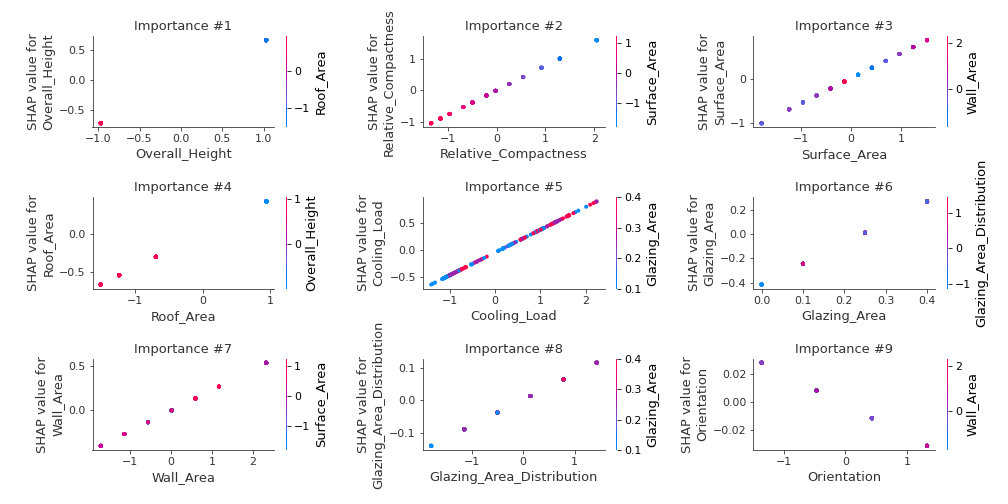 Importance #1
SHAP value for
Overall_Height
0.5
0.0
−0.5
−1.0
−0.5
0.0
0.5
1.0
Overall_Height
0
−1
Roof_Area
Importance #2
SHAP value for
Relative_Compactness
1
0
−1
−1
0
1
2
Relative_Compactness
1
0
−1
Surface_Area
Importance #3
SHAP value for
Surface_Area
0
−1
−1
0
1
Surface_Area
2
0
Wall_Area
Importance #4
SHAP value for
Roof_Area
0.0
−0.5
−1
0
1
Roof_Area
1
0
Overall_Height
Importance #5
SHAP value for
Cooling_Load
0.5
0.0
−0.5
−1
0
1
2
Cooling_Load
0.4
0.3
0.2
0.1
Glazing_Area
Importance #6
SHAP value for
Glazing_Area
0.2
0.0
−0.2
−0.4
0.0
0.1
0.2
0.3
0.4
Glazing_Area
1
0
−1
Glazing_Area_Distribution
Importance #7
SHAP value for
Wall_Area
0.5
0.0
−1
0
1
2
Wall_Area
1
0
−1
Surface_Area
Importance #8
SHAP value for
Glazing_Area_Distribution
0.1
0.0
−0.1
−1
0
1
Glazing_Area_Distribution
0.4
0.3
0.2
0.1
Glazing_Area
Importance #9
SHAP value for
Orientation
0.02
0.00
−0.02
−1
0
1
Orientation
2
0
Wall_Area